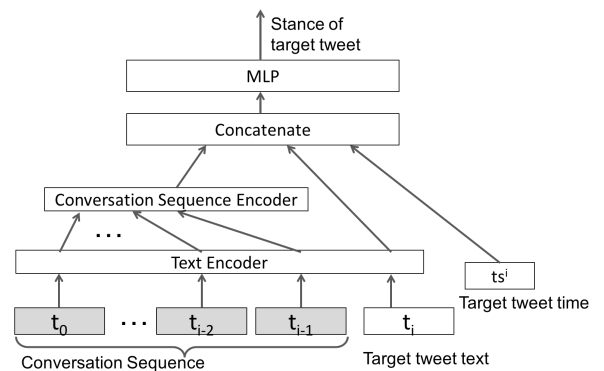 Stance of
target tweet
MLP
Concatenate
Conversation Sequence Encoder
...
Text Encoder
tsⁱ
Target tweet time
t₀ ... tᵢ₋₂ tᵢ₋₁ tᵢ
Conversation Sequence
Target tweet text